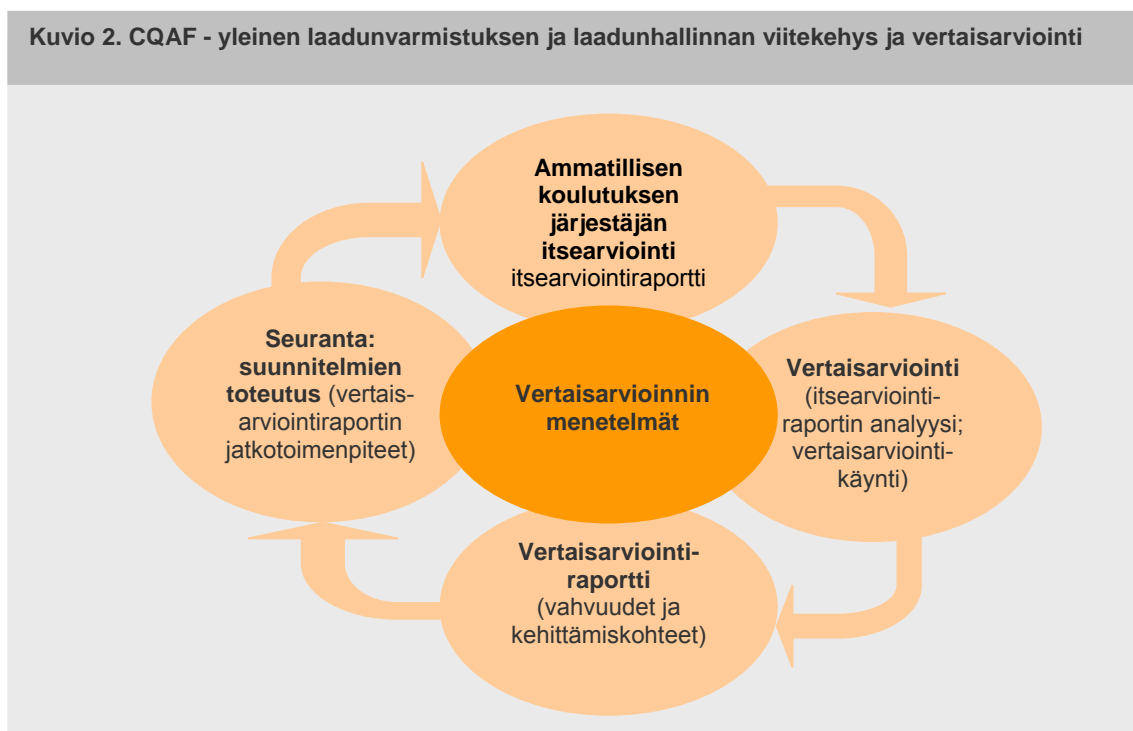 Kuvio 2. CQAF - yleinen laadunvarmistuksen ja laadunhallinnan viitekehys ja vertaisarviointi
Ammatillisen
koulutuksen
järjestäjän
itsearviointi
itsearviointiraportti
Vertaisarviointi
(itsearviointi-
raportin analyysi;
vertaisarviointi-
käynti)
Vertaisarviointi-
raportti
(vahvuudet ja
kehittämiskohteet)
Seuranta:
suunnitelmien
toteutus (vertais-
arviointiraportin
jatkotoimenpiteet)
Vertaisarvioinnin
menetelmät